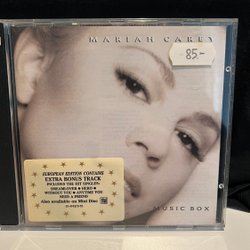 MARIAH CAREY
85:-
EUROPEAN EDITION CONTAINS
EXTRA BONUS TRACK
INCLUDES THE HIT SINGLES:
DREAMLOVER ★ HERO ★
WITHOUT YOU ★ ANYTIME YOU
NEED A FRIEND
Also available on Mini Disc
MUSIC BOX